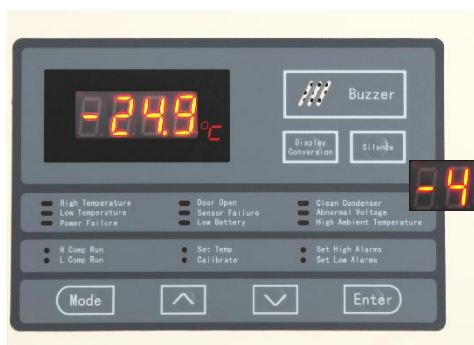 -24.9 °C
Buzzer
Display
Conversion
Silence
-4
High Temperature
Low Temperature
Power Failure
Door Open
Sensor Failure
Low Battery
Clean Condenser
Abnormal Voltage
High Ambient Temperature
H Comp Run
L Comp Run
Set Temp
Calibrate
Set High Alarms
Set Low Alarms
Mode
Enter